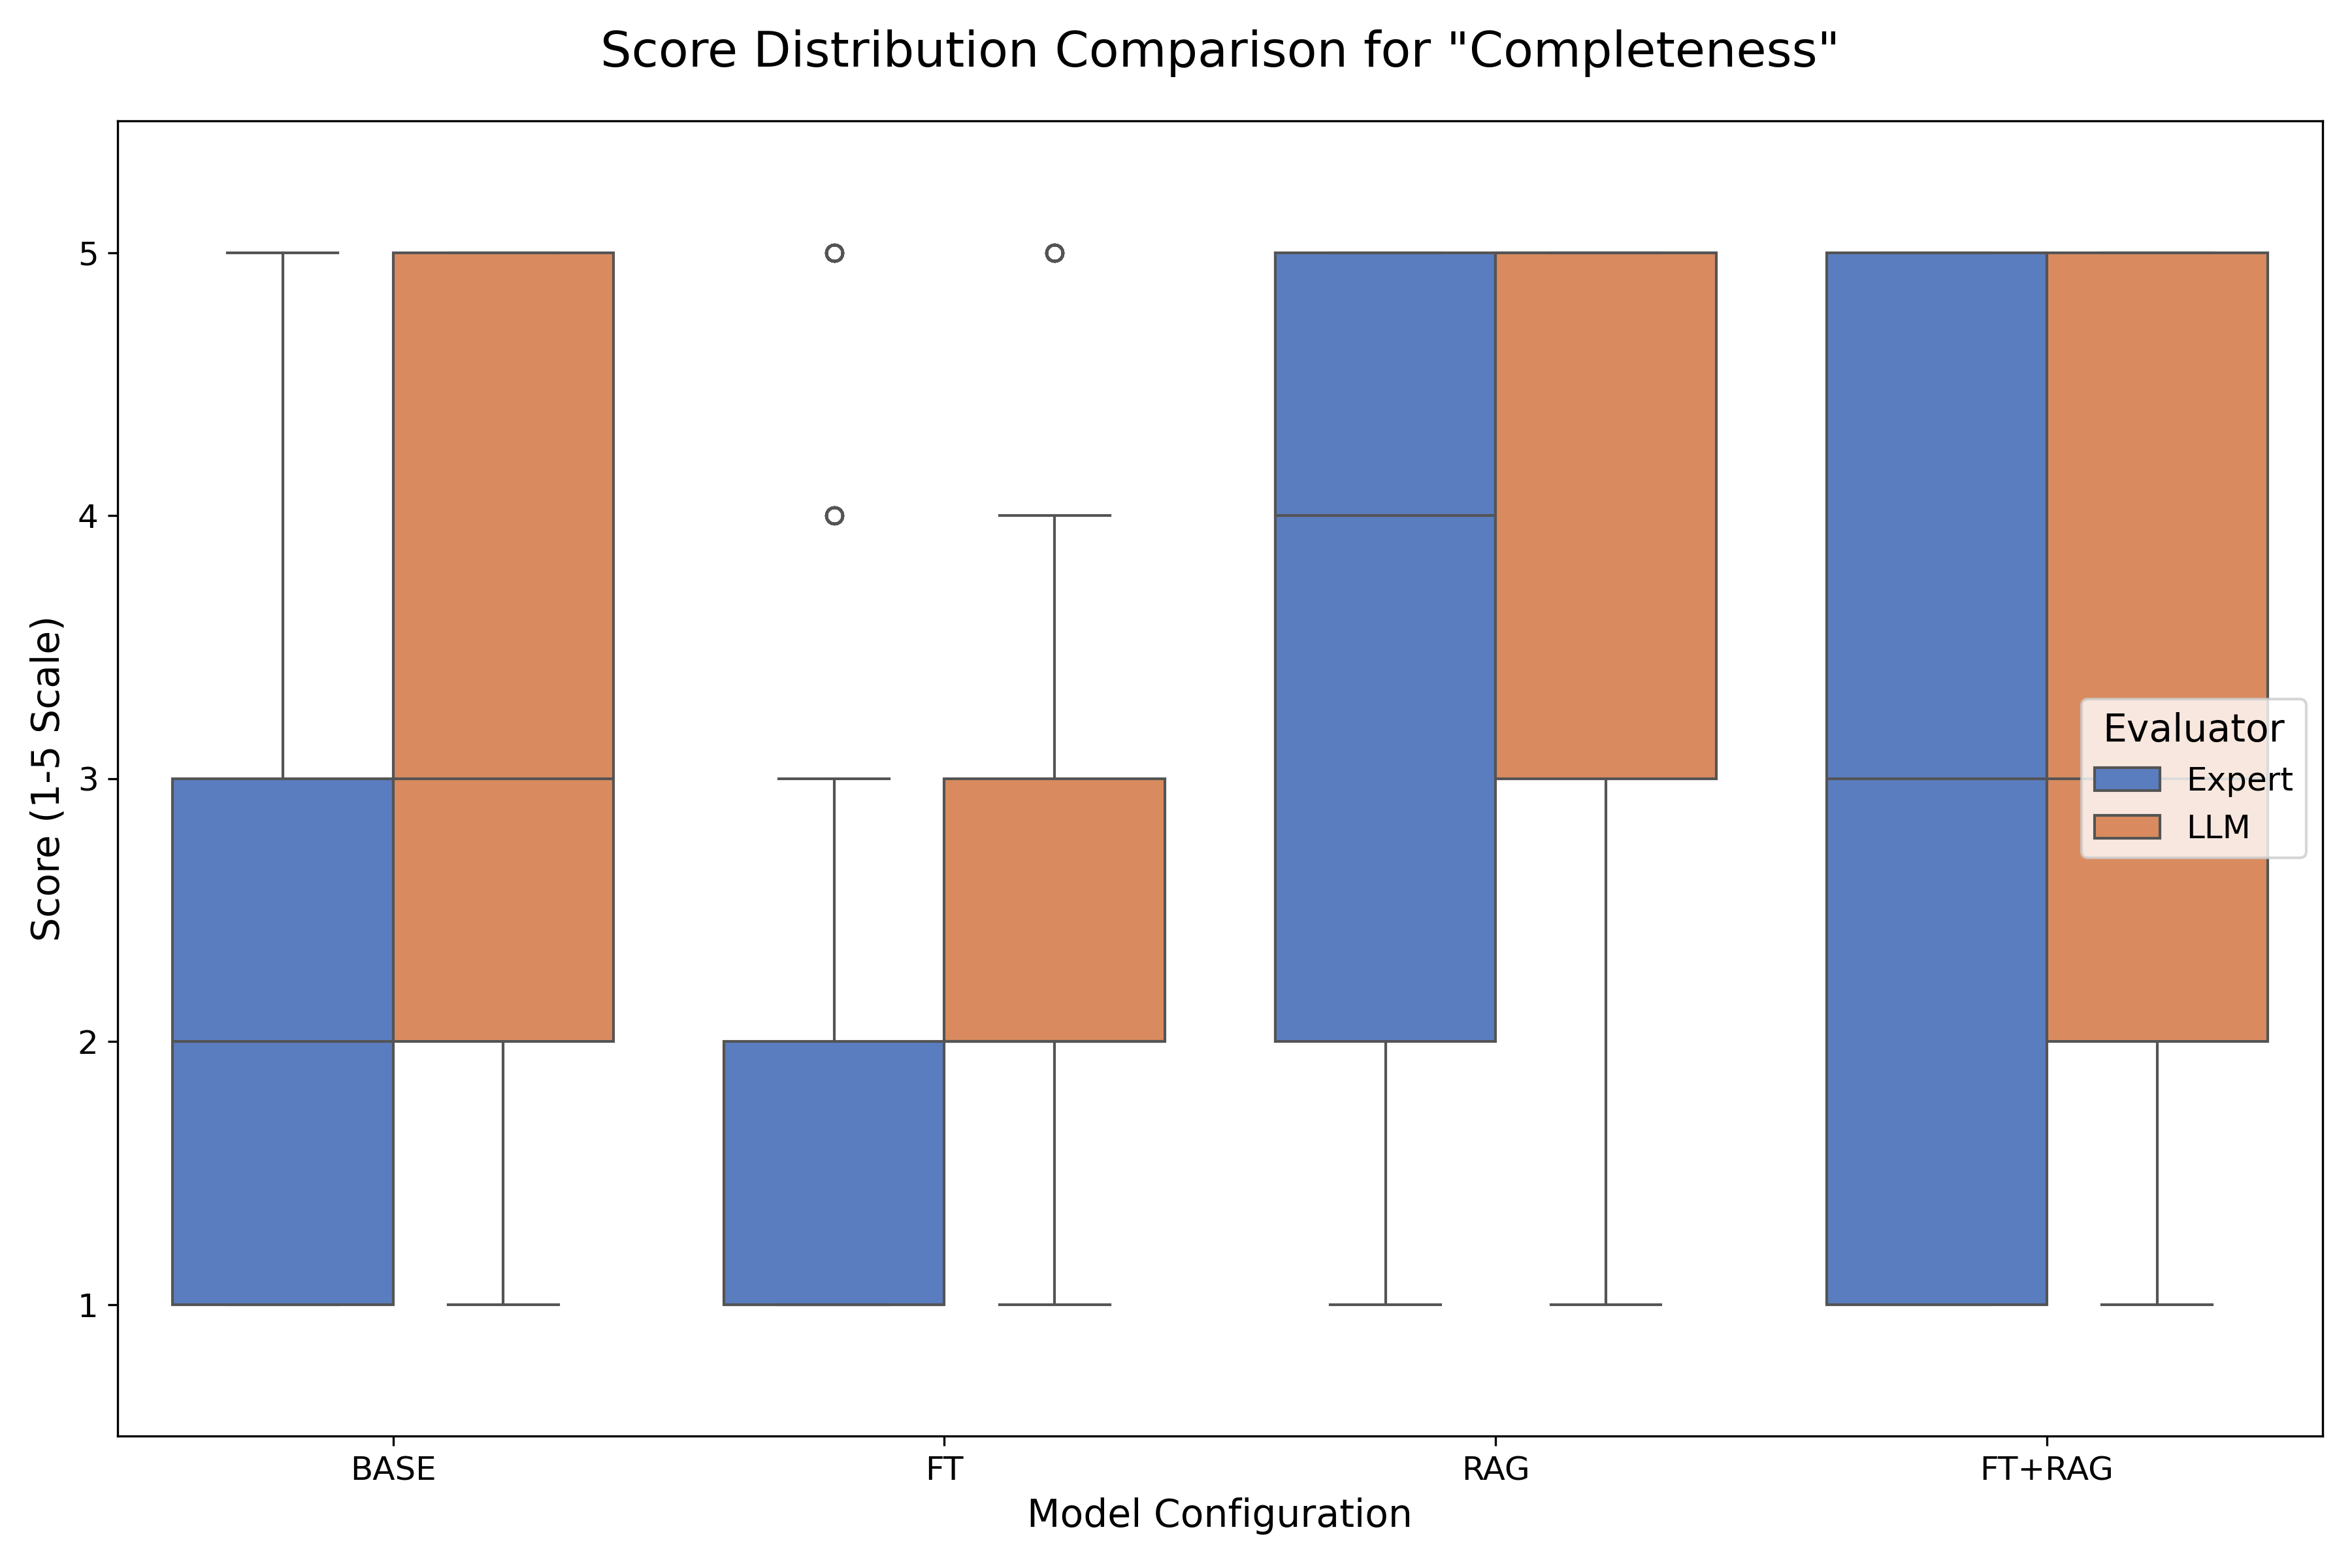 Score Distribution Comparison for "Completeness"
Score (1-5 Scale)
5
4
3
2
1
Evaluator
Expert
LLM
BASE
FT
RAG
FT+RAG
Model Configuration